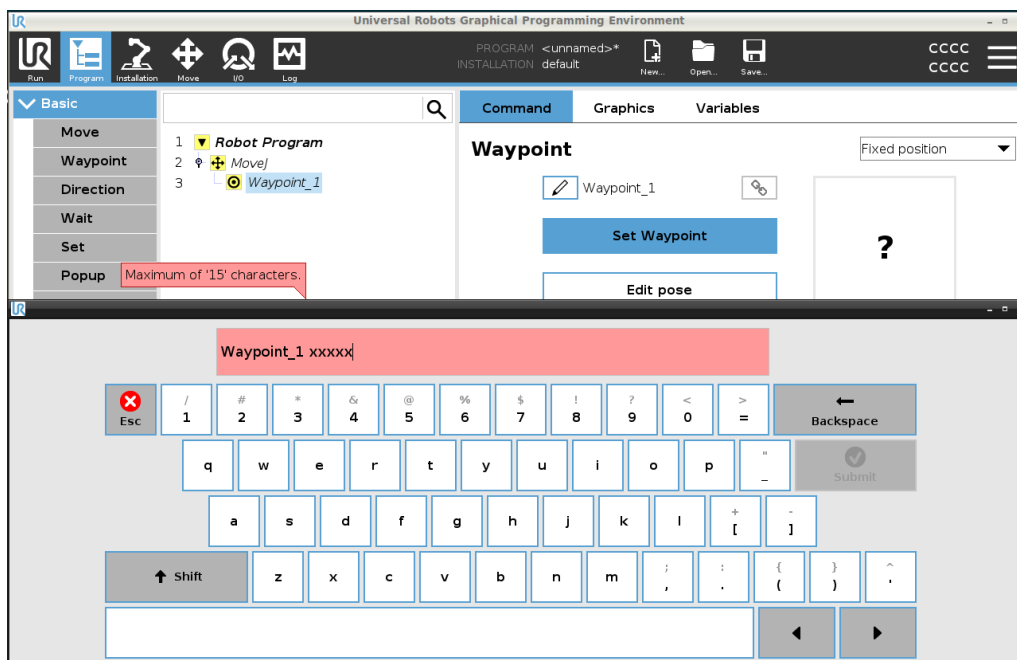 Universal Robots Graphical Programming Environment
UR
Run
Program
Installation
Move
I/O
Log
PROGRAM <unnamed>*
INSTALLATION default
New...
Open...
Save...
CCCC
CCCC
Basic
Move
Waypoint
Direction
Wait
Set
Popup
1 Robot Program
2 MoveJ
3 Waypoint_1
Maximum of '15' characters.
Command Graphics Variables
Waypoint
Fixed position
Waypoint_1
Set Waypoint
?
Edit pose
UR
Waypoint_1 xxxxx
Esc
/ # * & @ % $ ! ? < >
1 2 3 4 5 6 7 8 9 0 =
Backspace
q w e r t y u i o p " _
Submit
a s d f g h j k l + [ - ]
Shift
z x c v b n m ; , : . { ( } ) ^ '